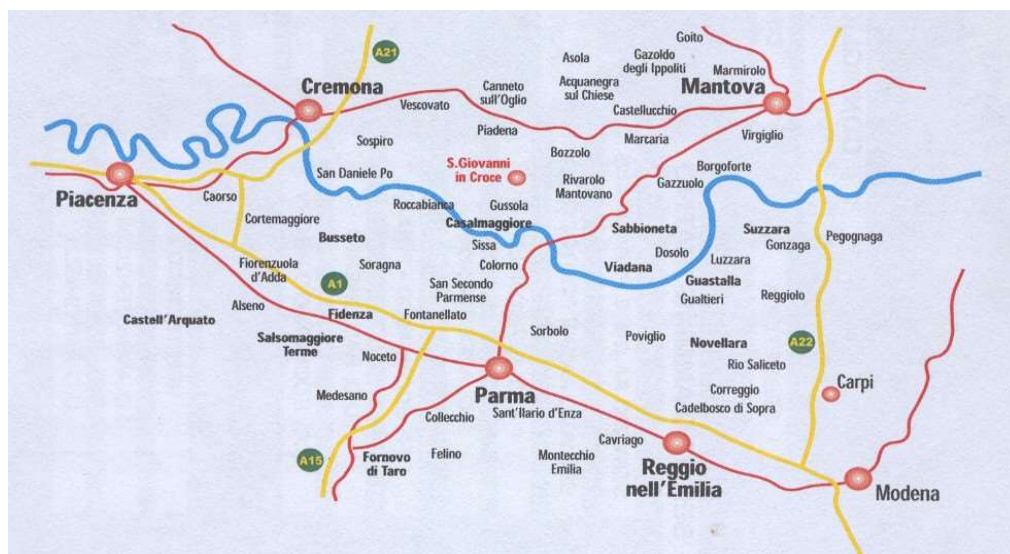 A21
Goito
Asola
Gazoldo
degli Ippoliti
Marmirolo
Cremona
Canneto
sull'Oglio
Acquanegra
sul Chiese
Mantova
Vescovato
Castellucchio
Piadena
Marcaria
Virgiglio
Sospiro
Bozzolo
S.Giovanni
in Croce
San Daniele Po
Borgoforte
Rivarolo
Mantovano
Gazzuolo
Piacenza
Caorso
Roccabianca
Gussola
Cortemaggiore
Casalmaggiore
Sabbioneta
Suzzara
Busseto
Sissa
Gonzaga
Pegognaga
Dosolo
Luzzara
Fiorenzuola
d'Adda
Soragna
Colorno
Viadana
A1
San Secondo
Parmense
Guastalla
Gualtieri
Reggiolo
Alseno
Castell'Arquato
Fidenza
Fontanellato
Sorbolo
Poviglio
Novellara
A22
Salsomaggiore
Terme
Noceto
Rio Saliceto
Medesano
Parma
Correggio
Carpi
Cadelbosco di Sopra
Collecchio
Sant'Ilario d'Enza
Cavriago
A15
Fornovo
di Taro
Felino
Montecchio
Emilia
Reggio
nell'Emilia
Modena